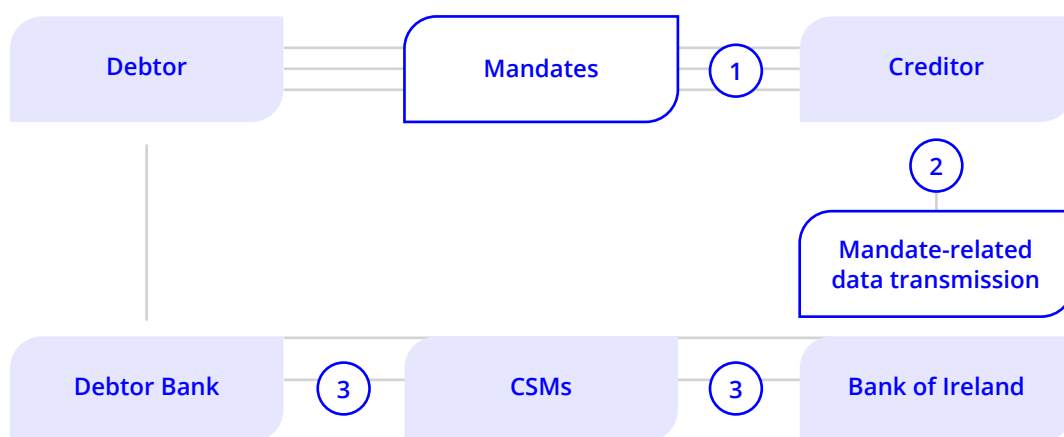 Debtor
Mandates
1
Creditor
2
Mandate-related
data transmission
Debtor Bank
3
CSMs
3
Bank of Ireland